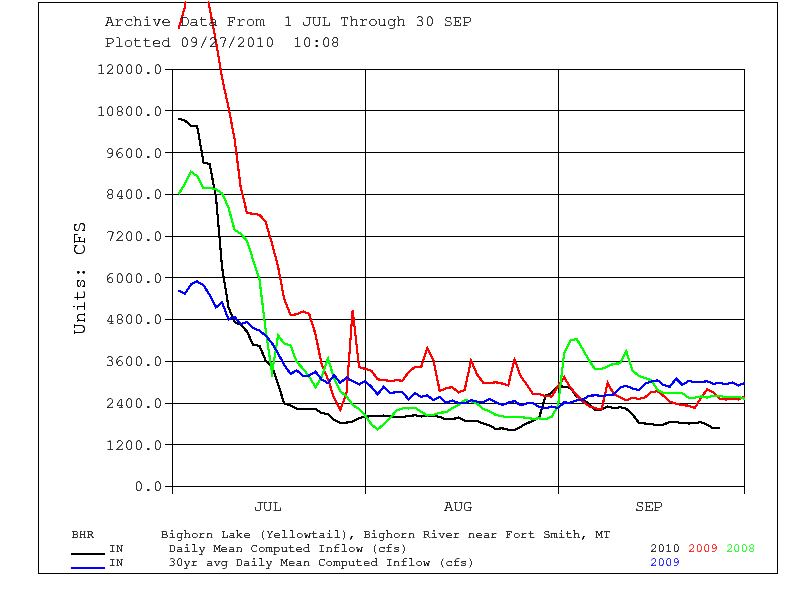 Archive Data From  1 JUL Through 30 SEP
Plotted 09/27/2010  10:08
12000.0
10800.0
9600.0
8400.0
7200.0
6000.0
4800.0
3600.0
2400.0
1200.0
0.0
Units: CFS
JUL AUG SEP
BHR Bighorn Lake (Yellowtail), Bighorn River near Fort Smith, MT
IN Daily Mean Computed Inflow (cfs) 2010 2009 2008
IN 30yr avg Daily Mean Computed Inflow (cfs) 2009